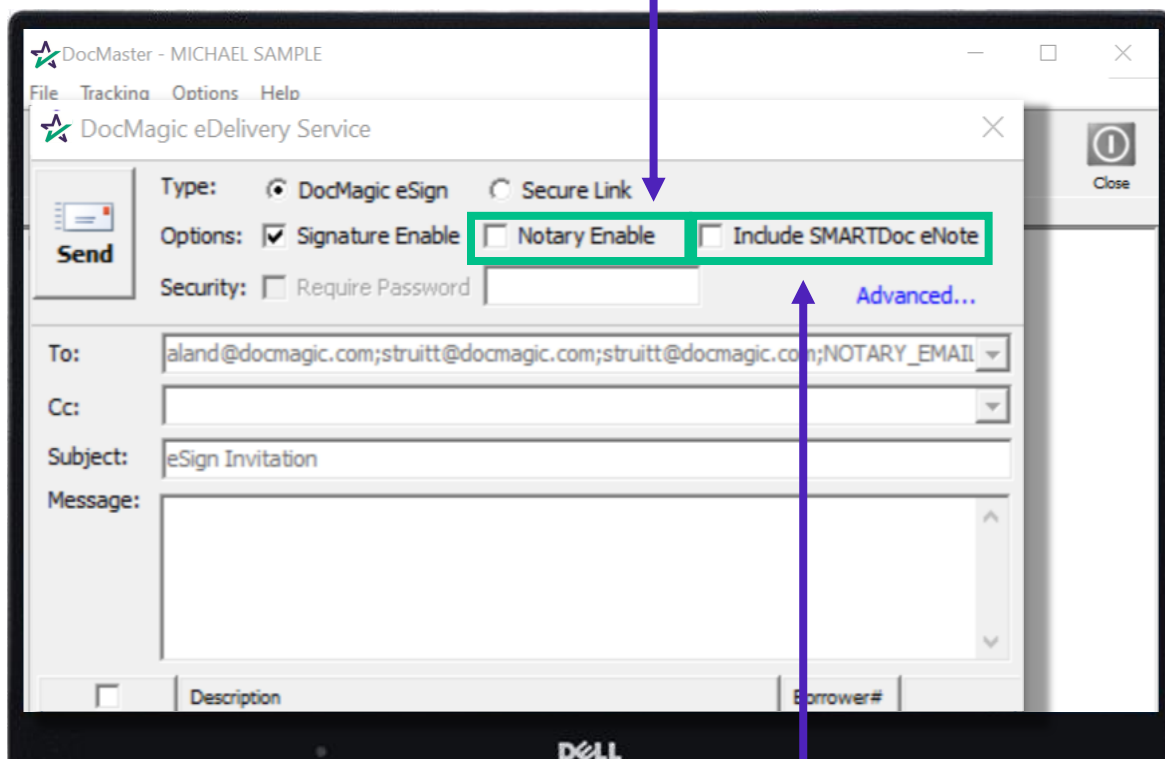 DocMaster - MICHAEL SAMPLE
File Tracking Options Help
DocMagic eDelivery Service
Close
Send
Type: DocMagic eSign Secure Link
Options: Signature Enable Notary Enable Include SMARTDoc eNote
Security: Require Password
Advanced...
To: aland@docmagic.com;struitt@docmagic.com;struitt@docmagic.com;NOTARY_EMAIL
Cc:
Subject: eSign Invitation
Message:
Description Borrower#
DELL